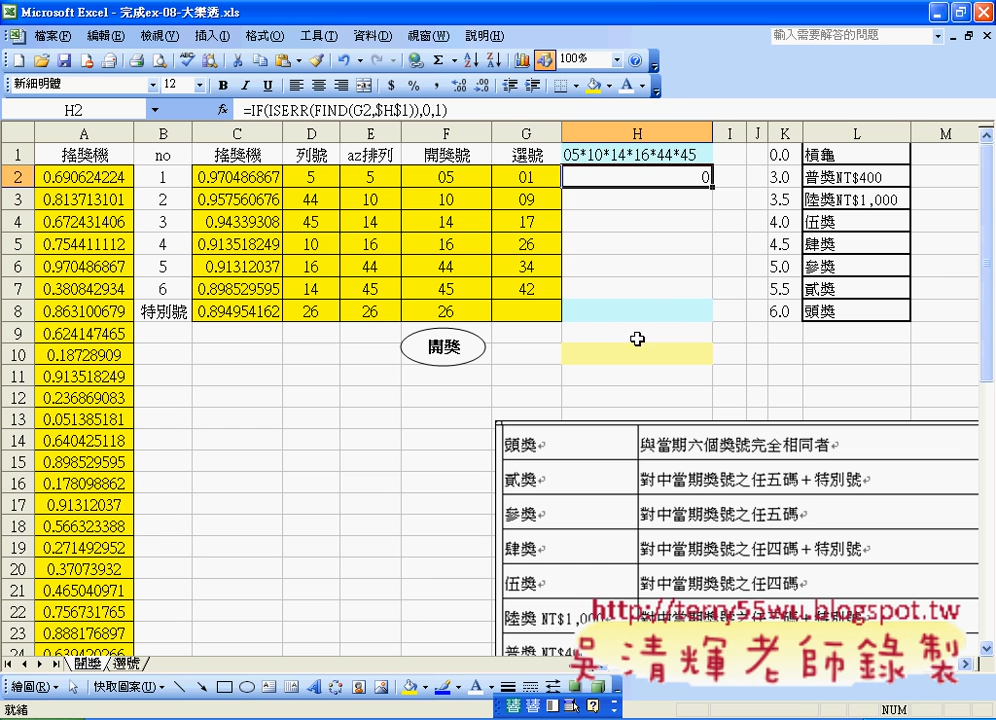 Microsoft Excel - 完成ex-08-大樂透.xls
檔案(F) 編輯(E) 檢視(V) 插入(I) 格式(O) 工具(T) 資料(D) 視窗(W) 說明(H) 輸入需要解答的問題
100%
新細明體 12 B I U $ % ,
H2 fx =IF(ISERR(FIND(G2,$H$1)),0,1)
A B C D E F G H I J K L M
1 搖獎機 no 搖獎機 列號 az排列 開獎號 選號 05*10*14*16*44*45 0.0 槓龜
2 0.690624224 1 0.970486867 5 5 05 01 0 3.0 普獎NT$400
3 0.813713101 2 0.957560676 44 10 10 09 3.5 陸獎NT$1,000
4 0.672431406 3 0.94339308 45 14 14 17 4.0 伍獎
5 0.754411112 4 0.913518249 10 16 16 26 4.5 肆獎
6 0.970486867 5 0.91312037 16 44 44 34 5.0 參獎
7 0.380842934 6 0.898529595 14 45 45 42 5.5 貳獎
8 0.863100679 特別號 0.894954162 26 26 26 6.0 頭獎
9 0.624147465
開獎
10 0.18728909
11 0.913518249
12 0.236869083
13 0.051385181
14 0.640425118 頭獎 與當期六個獎號完全相同者
15 0.898529595
16 0.178098862 貳獎 對中當期獎號之任五碼+特別號
17 0.91312037 參獎 對中當期獎號之任五碼
18 0.566323388
19 0.271492952 肆獎 對中當期獎號之任四碼+特別號
20 0.37073932
21 0.465040971 伍獎 對中當期獎號之任四碼
22 0.756731765 陸獎 NT$1,00
http://terry55wu.blogspot.tw
23 0.888176897
24 0.639420266 普獎 NT$4
吳清輝老師錄製
開獎 選號
繪圖(R) 快取圖案(U)
就緒 NUM